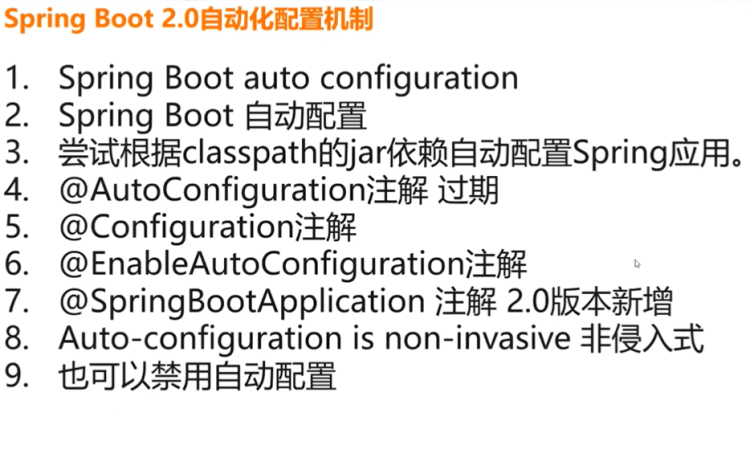 Spring Boot 2.0自动化配置机制
1. Spring Boot auto configuration
2. Spring Boot 自动配置
3. 尝试根据classpath的jar依赖自动配置Spring应用。
4. @AutoConfiguration注解 过期
5. @Configuration注解
6. @EnableAutoConfiguration注解
7. @SpringBootApplication 注解 2.0版本新增
8. Auto-configuration is non-invasive 非侵入式
9. 也可以禁用自动配置